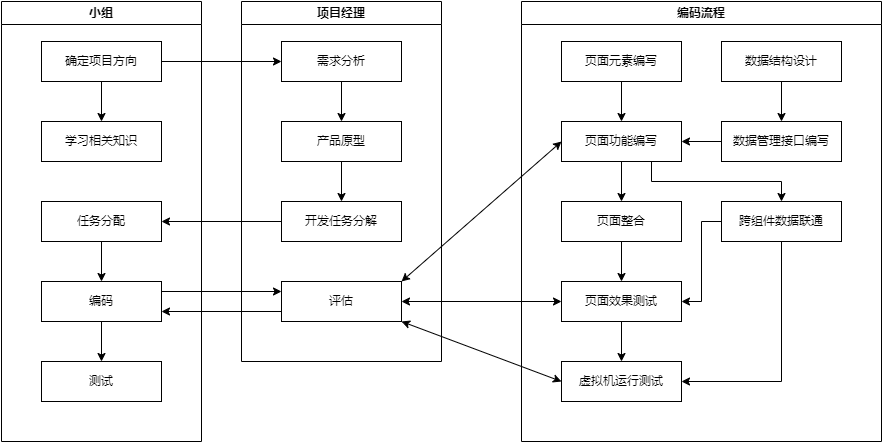 小组
项目经理
编码流程
确定项目方向
需求分析
页面元素编写
数据结构设计
学习相关知识
产品原型
页面功能编写
数据管理接口编写
任务分配
开发任务分解
页面整合
跨组件数据联通
编码
评估
页面效果测试
测试
虚拟机运行测试